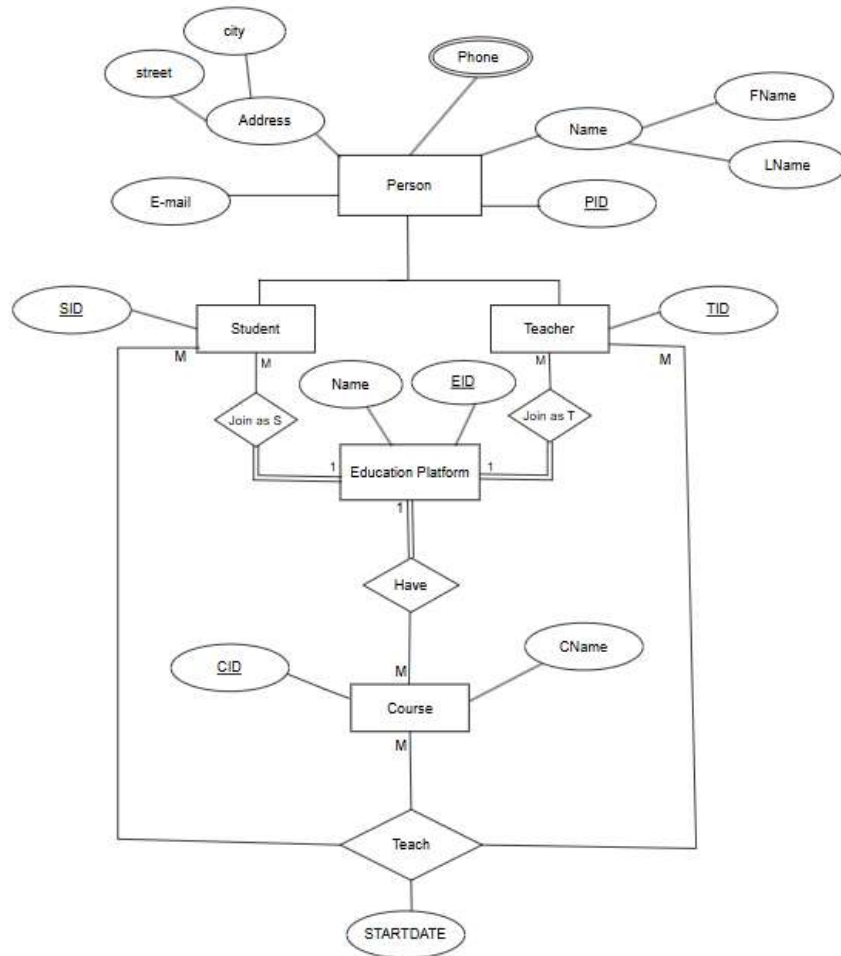 city
Phone
street
FName
Address
Name
LName
Person
E-mail
PID
SID
TID
Student
Teacher
M
M
M
M
Name
EID
Join as S
Join as T
1
Education Platform
1
1
Have
CID
CName
M
Course
M
Teach
STARTDATE